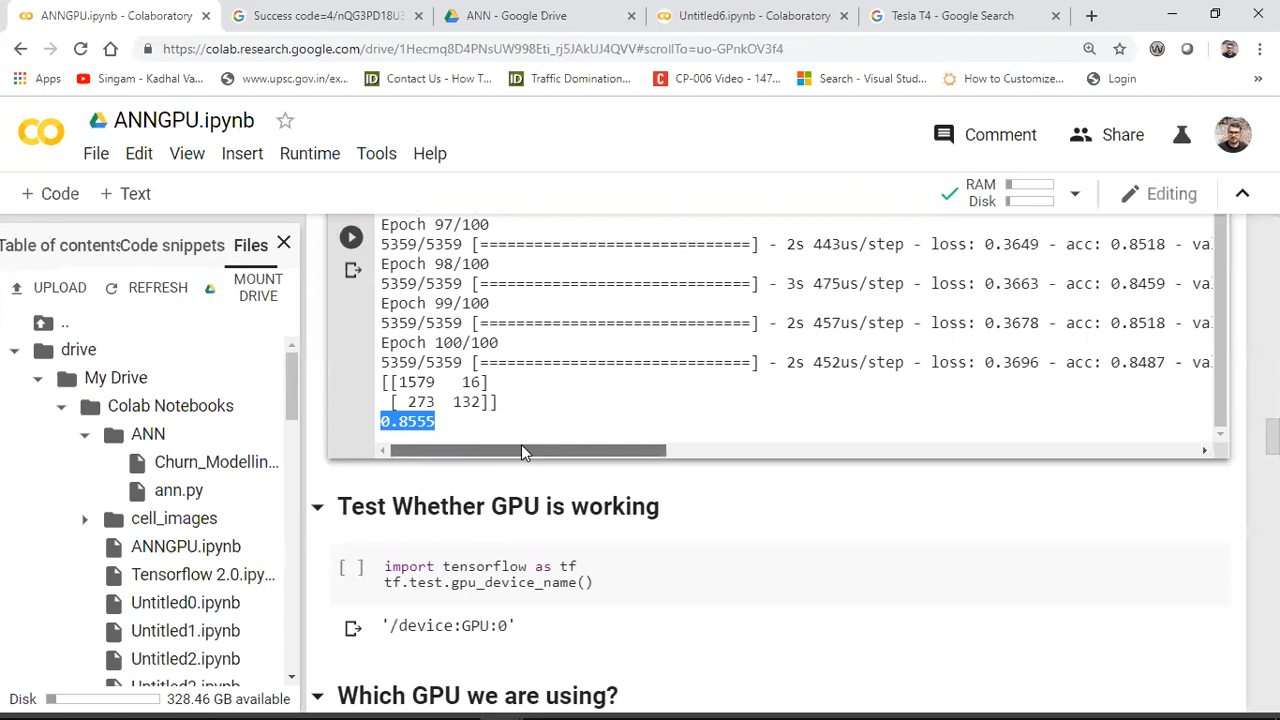 ANNGPU.ipynb - Colaboratory
Success code=4/nQG3PD18U3
ANN - Google Drive
Untitled6.ipynb - Colaboratory
Tesla T4 - Google Search
https://colab.research.google.com/drive/1Hecmq8D4PNsUW998Eti_rj5JAkUJ4QVV#scrollTo=uo-GPnkOV3f4
Apps
Singam - Kadhal Va...
www.upsc.gov.in/ex...
Contact Us - How T...
Traffic Domination...
CP-006 Video - 147...
Search - Visual Stud...
How to Customize...
Login
»
CO
ANNGPU.ipynb
Comment
Share
File Edit View Insert Runtime Tools Help
+ Code + Text
RAM
Disk
Editing
Table of contents Code snippets Files
UPLOAD
REFRESH
MOUNT
DRIVE
..
drive
My Drive
Colab Notebooks
ANN
Churn_Modellin...
ann.py
cell_images
ANNGPU.ipynb
Tensorflow 2.0.ipy...
Untitled0.ipynb
Untitled1.ipynb
Untitled2.ipynb
Disk
328.46 GB available
Epoch 97/100
5359/5359 [==============================] - 2s 443us/step - loss: 0.3649 - acc: 0.8518 - va
Epoch 98/100
5359/5359 [==============================] - 3s 475us/step - loss: 0.3663 - acc: 0.8459 - va
Epoch 99/100
5359/5359 [==============================] - 2s 457us/step - loss: 0.3678 - acc: 0.8518 - va
Epoch 100/100
5359/5359 [==============================] - 2s 452us/step - loss: 0.3696 - acc: 0.8487 - va
[[1579 16]
[ 273 132]]
0.8555
Test Whether GPU is working
[ ] import tensorflow as tf
tf.test.gpu_device_name()
'/device:GPU:0'
Which GPU we are using?